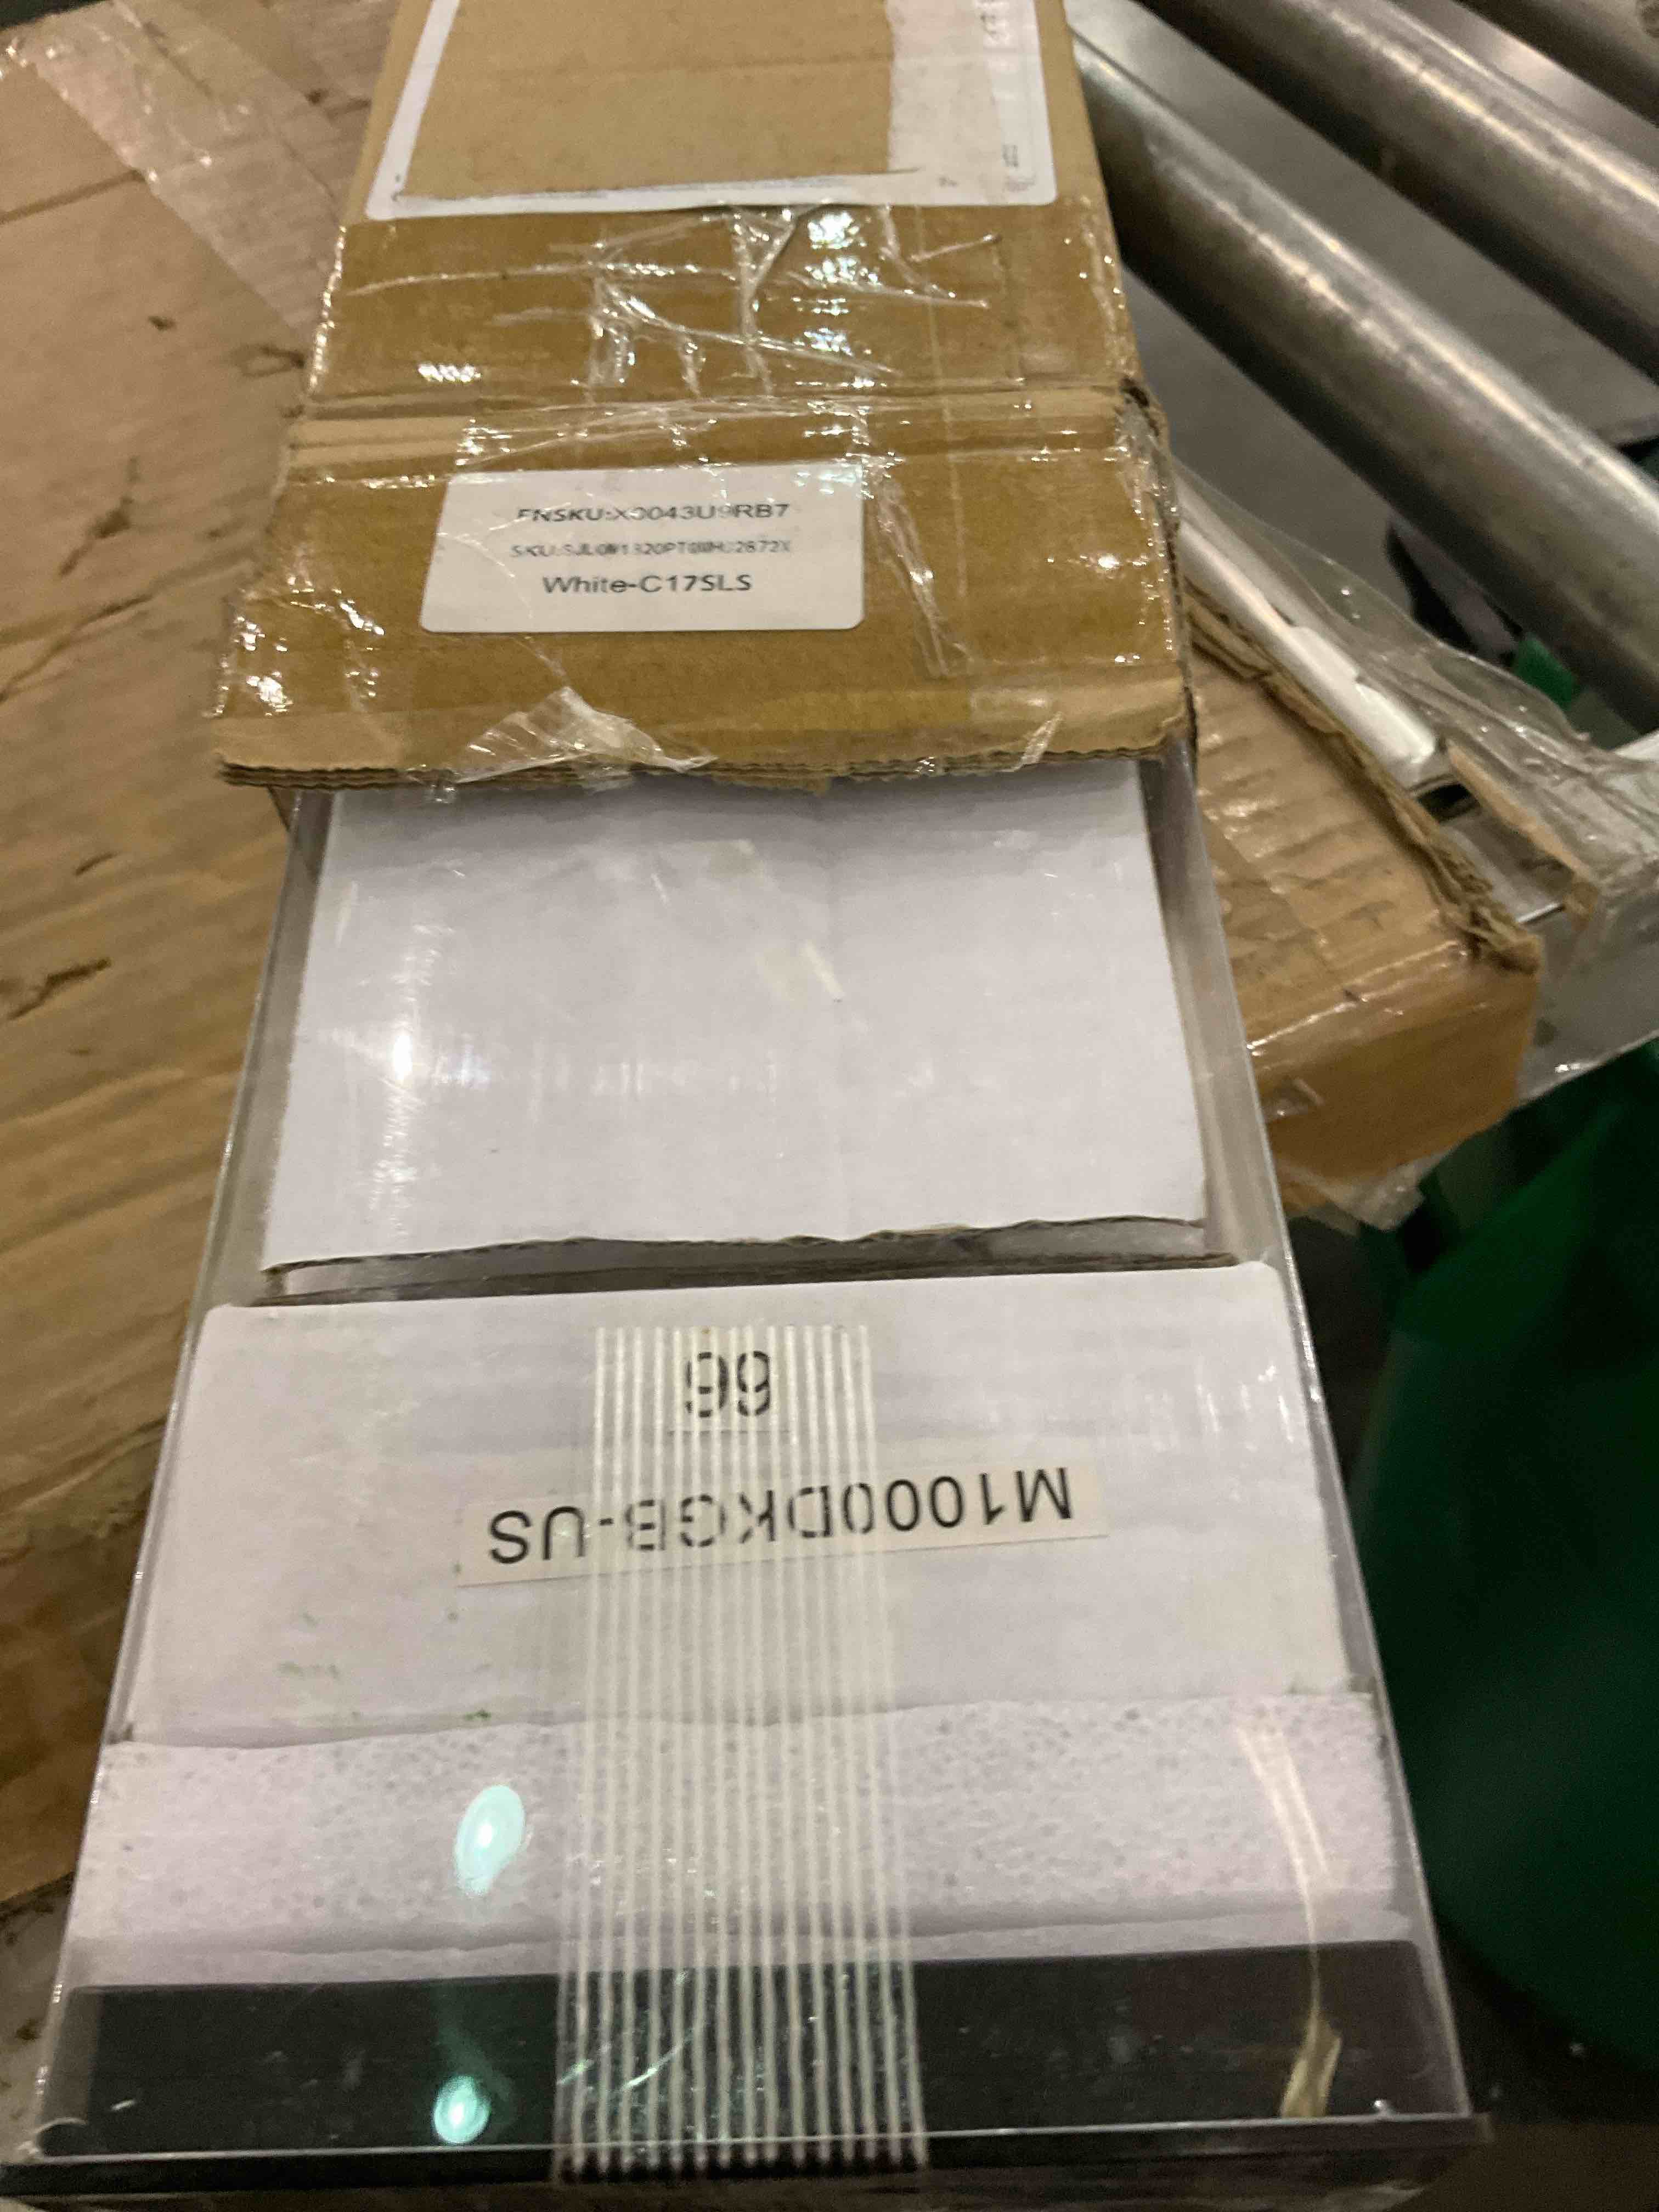 FNSKU:X0043U9RB7
White-C17SLS
66
M1000DKGB-US